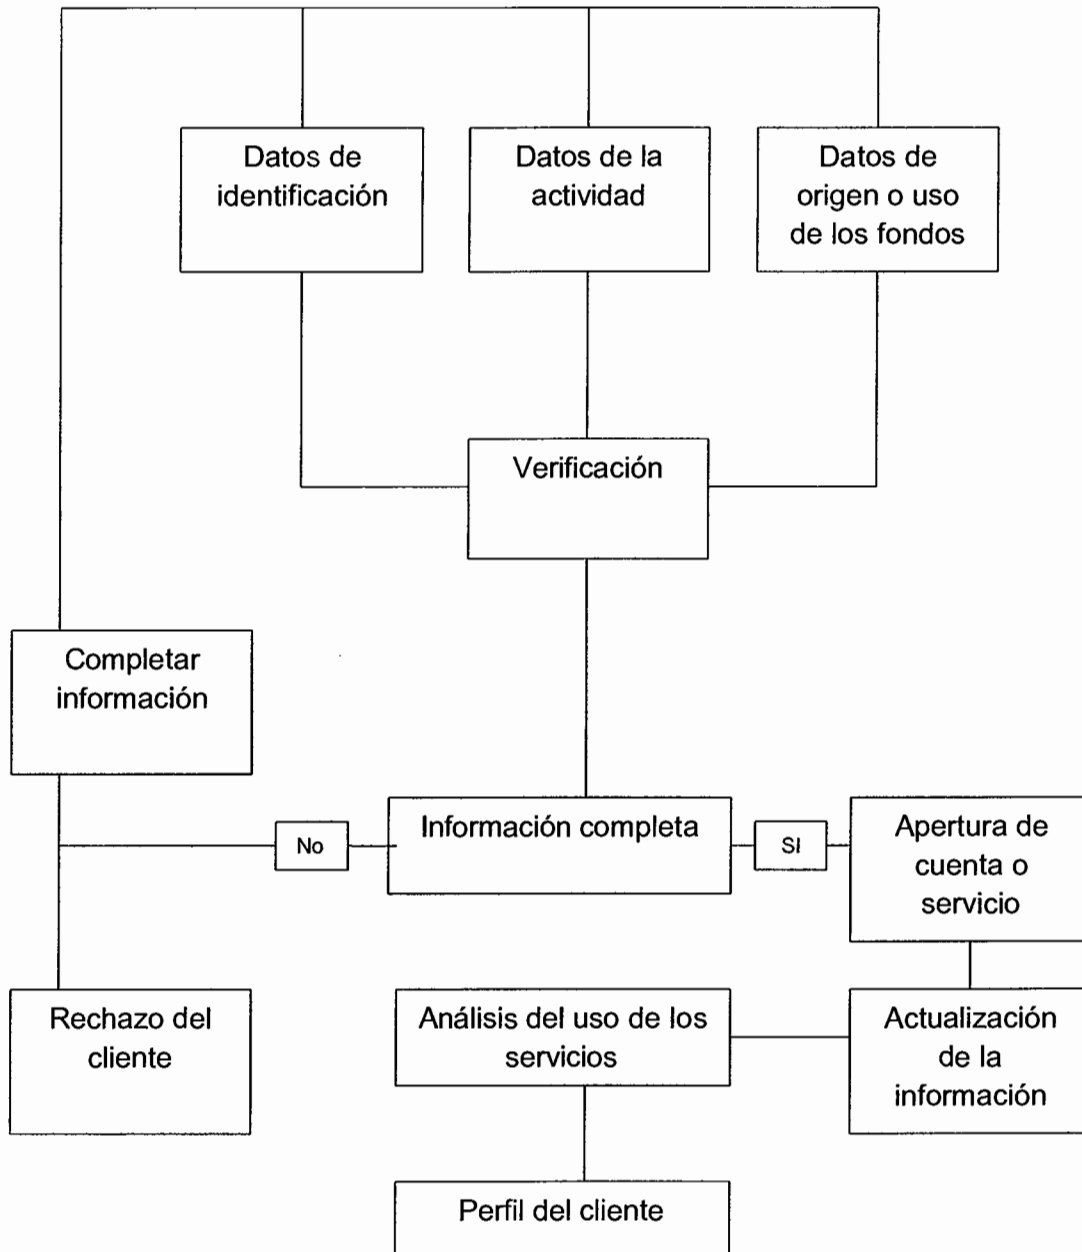 Datos de
identificación
Datos de la
actividad
Datos de
origen o uso
de los fondos
Verificación
Completar
información
No
Información completa
SI
Apertura de
cuenta o
servicio
Rechazo del
cliente
Análisis del uso de los
servicios
Actualización
de la
información
Perfil del cliente